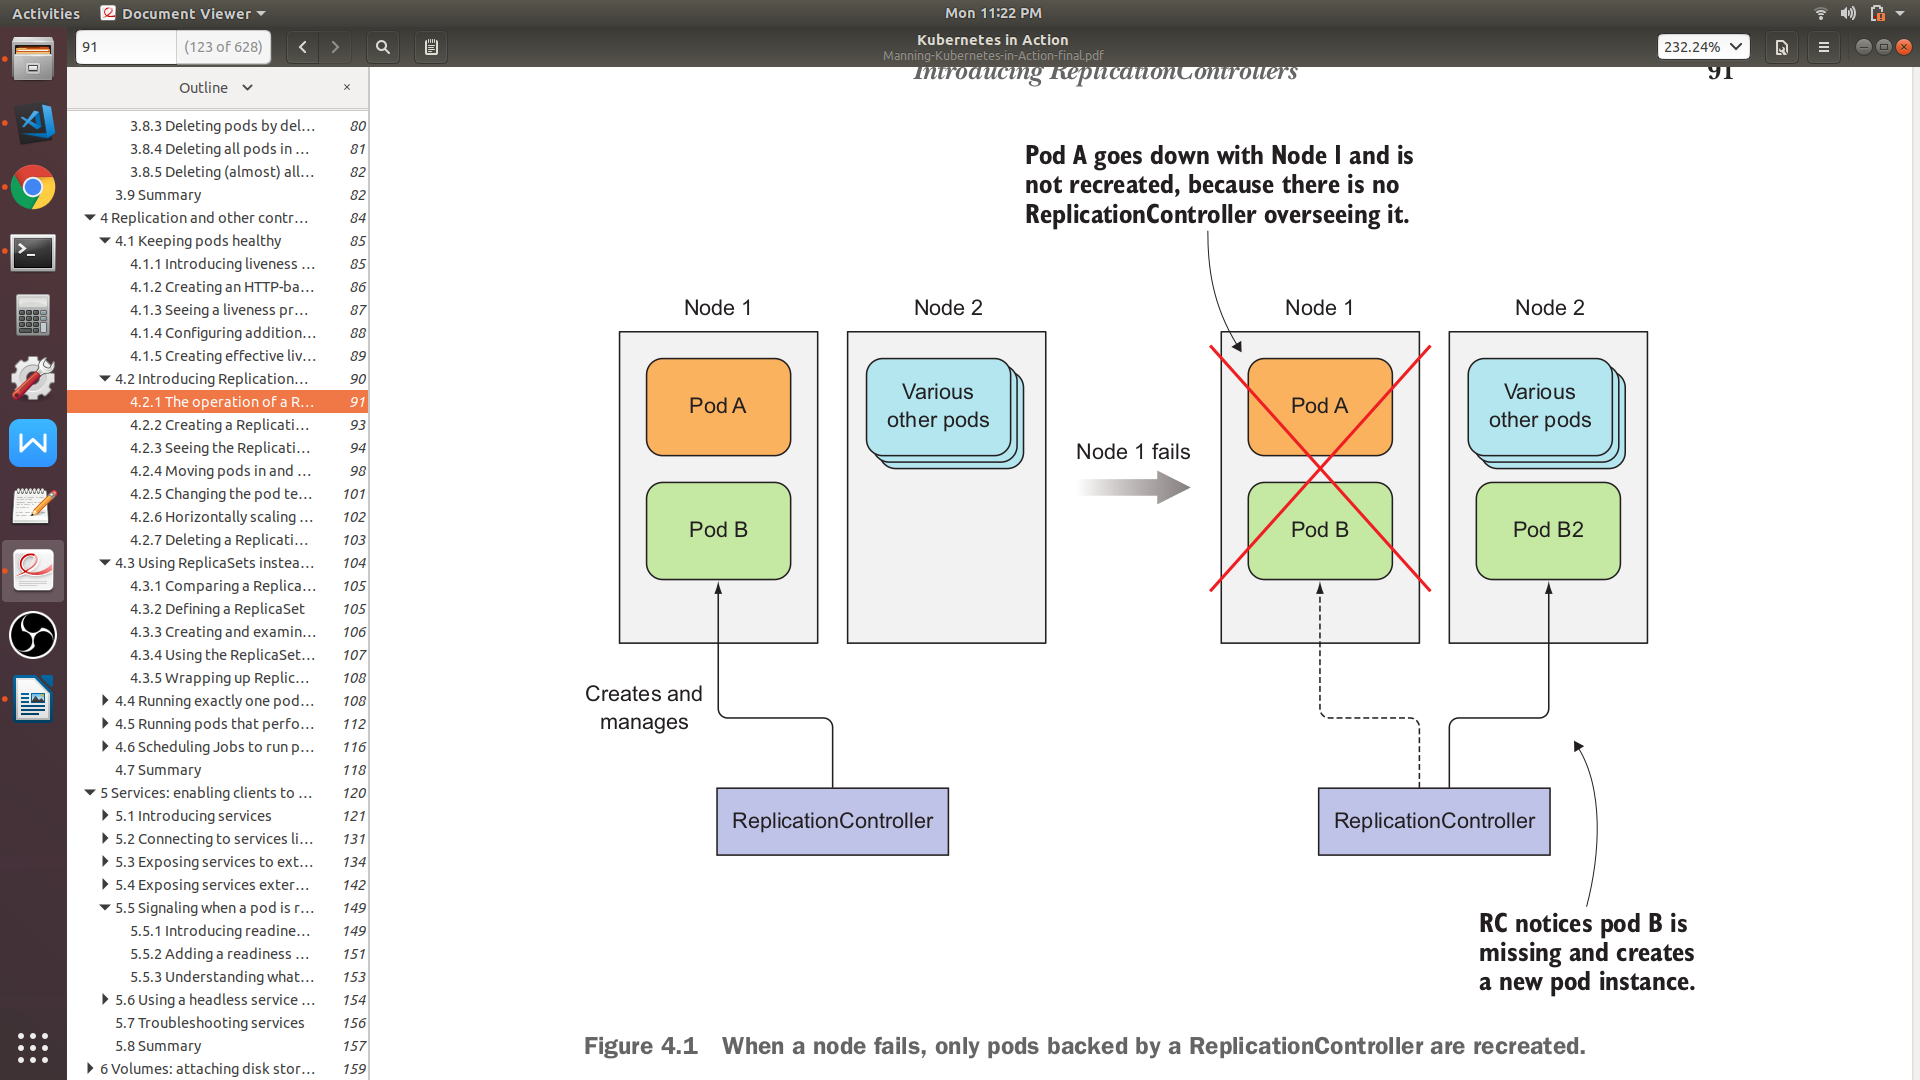 Activities
Document Viewer
Mon 11:22 PM
91
(123 of 628)
Kubernetes in Action
Manning-Kubernetes-in-Action-final.pdf
232.24%
Outline
3.8.3 Deleting pods by del… 80
3.8.4 Deleting all pods in … 81
3.8.5 Deleting (almost) all… 82
3.9 Summary 82
4 Replication and other contr… 84
4.1 Keeping pods healthy 85
4.1.1 Introducing liveness … 85
4.1.2 Creating an HTTP-ba… 86
4.1.3 Seeing a liveness pr… 87
4.1.4 Configuring addition… 88
4.1.5 Creating effective liv… 89
4.2 Introducing Replication… 90
4.2.1 The operation of a R… 91
4.2.2 Creating a Replicati… 93
4.2.3 Seeing the Replicati… 94
4.2.4 Moving pods in and … 98
4.2.5 Changing the pod te… 101
4.2.6 Horizontally scaling … 102
4.2.7 Deleting a Replicati… 103
4.3 Using ReplicaSets instea… 104
4.3.1 Comparing a Replica… 105
4.3.2 Defining a ReplicaSet 105
4.3.3 Creating and examin… 106
4.3.4 Using the ReplicaSet… 107
4.3.5 Wrapping up Replic… 108
4.4 Running exactly one pod… 108
4.5 Running pods that perfo… 112
4.6 Scheduling Jobs to run p… 116
4.7 Summary 118
5 Services: enabling clients to … 120
5.1 Introducing services 121
5.2 Connecting to services li… 131
5.3 Exposing services to ext… 134
5.4 Exposing services exter… 142
5.5 Signaling when a pod is r… 149
5.5.1 Introducing readine… 149
5.5.2 Adding a readiness … 151
5.5.3 Understanding what… 153
5.6 Using a headless service … 154
5.7 Troubleshooting services 156
5.8 Summary 157
6 Volumes: attaching disk stor… 159
Introducing ReplicationControllers 91
Pod A goes down with Node 1 and is
not recreated, because there is no
ReplicationController overseeing it.
Node 1
Node 2
Pod A
Various
other pods
Pod B
Creates and
manages
ReplicationController
Node 1 fails
Node 1
Node 2
Pod A
Various
other pods
Pod B
Pod B2
ReplicationController
RC notices pod B is
missing and creates
a new pod instance.
Figure 4.1 When a node fails, only pods backed by a ReplicationController are recreated.